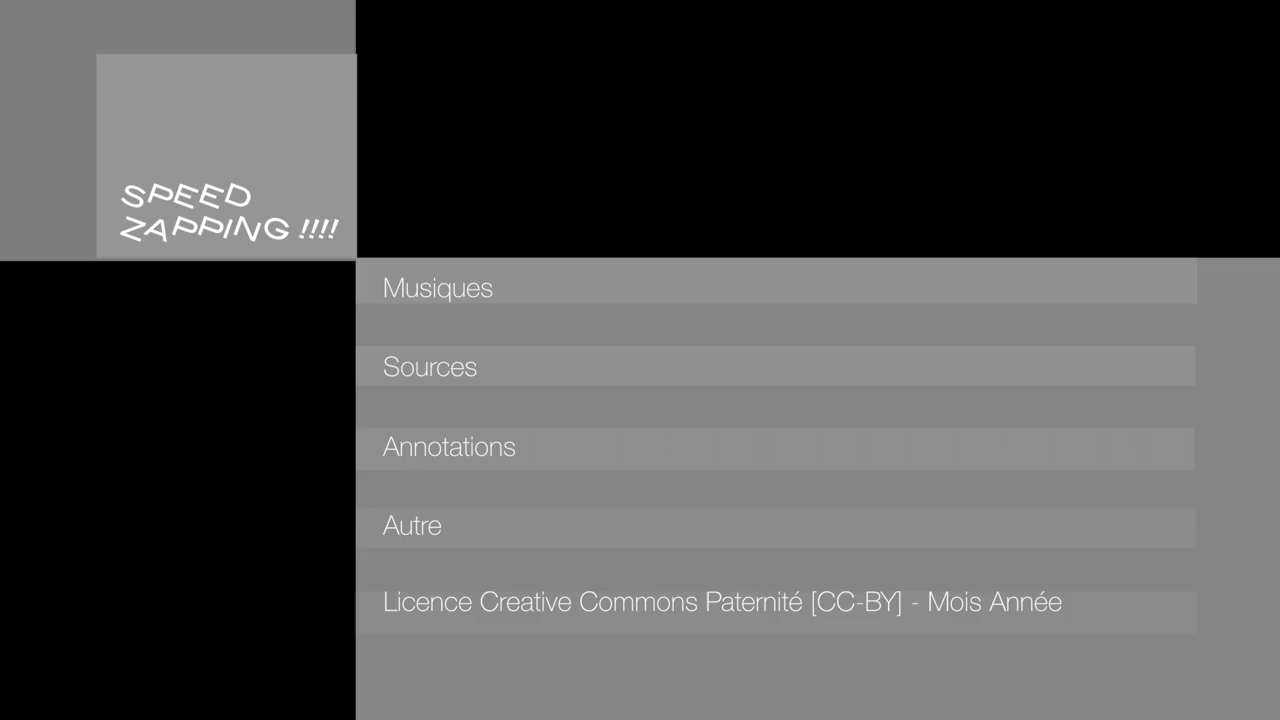 SPEED
ZAPPING !!!!
Musiques
Sources
Annotations
Autre
Licence Creative Commons Paternité [CC-BY] - Mois Année